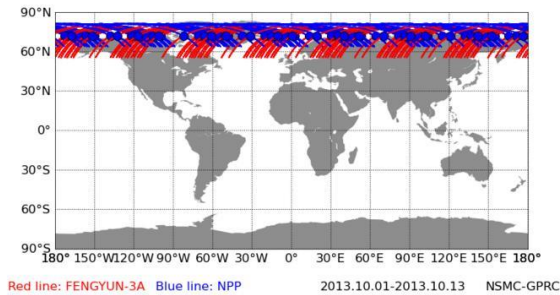 90°N
60°N
30°N
0°
30°S
60°S
90°S
180° 150°W 120°W 90°W 60°W 30°W 0° 30°E 60°E 90°E 120°E 150°E 180°
Red line: FENGYUN-3A Blue line: NPP 2013.10.01-2013.10.13 NSMC-GPRC